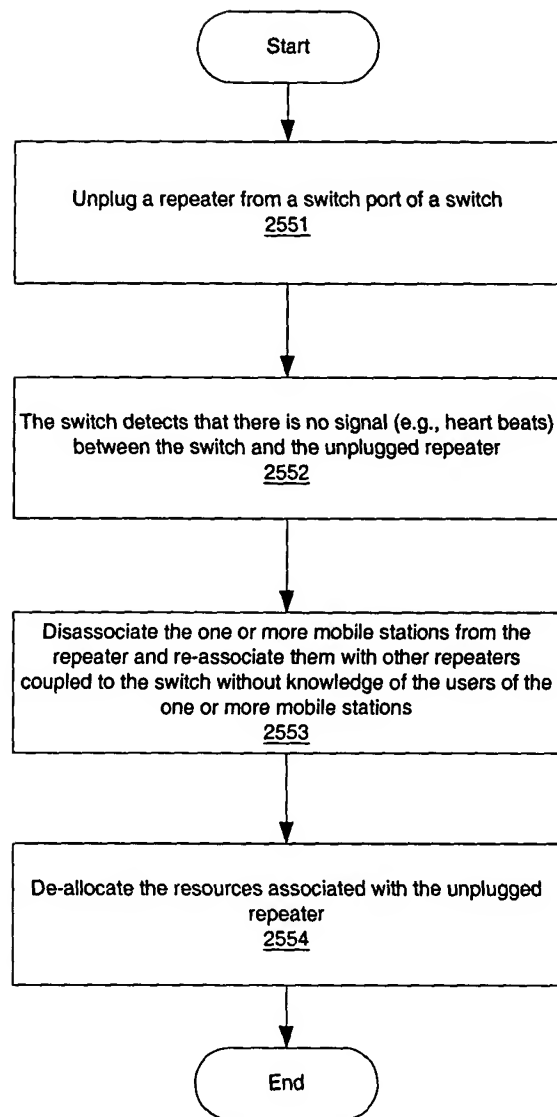 Start
Unplug a repeater from a switch port of a switch
2551
The switch detects that there is no signal (e.g., heart beats)
between the switch and the unplugged repeater
2552
Disassociate the one or more mobile stations from the
repeater and re-associate them with other repeaters
coupled to the switch without knowledge of the users of the
one or more mobile stations
2553
De-allocate the resources associated with the unplugged
repeater
2554
End